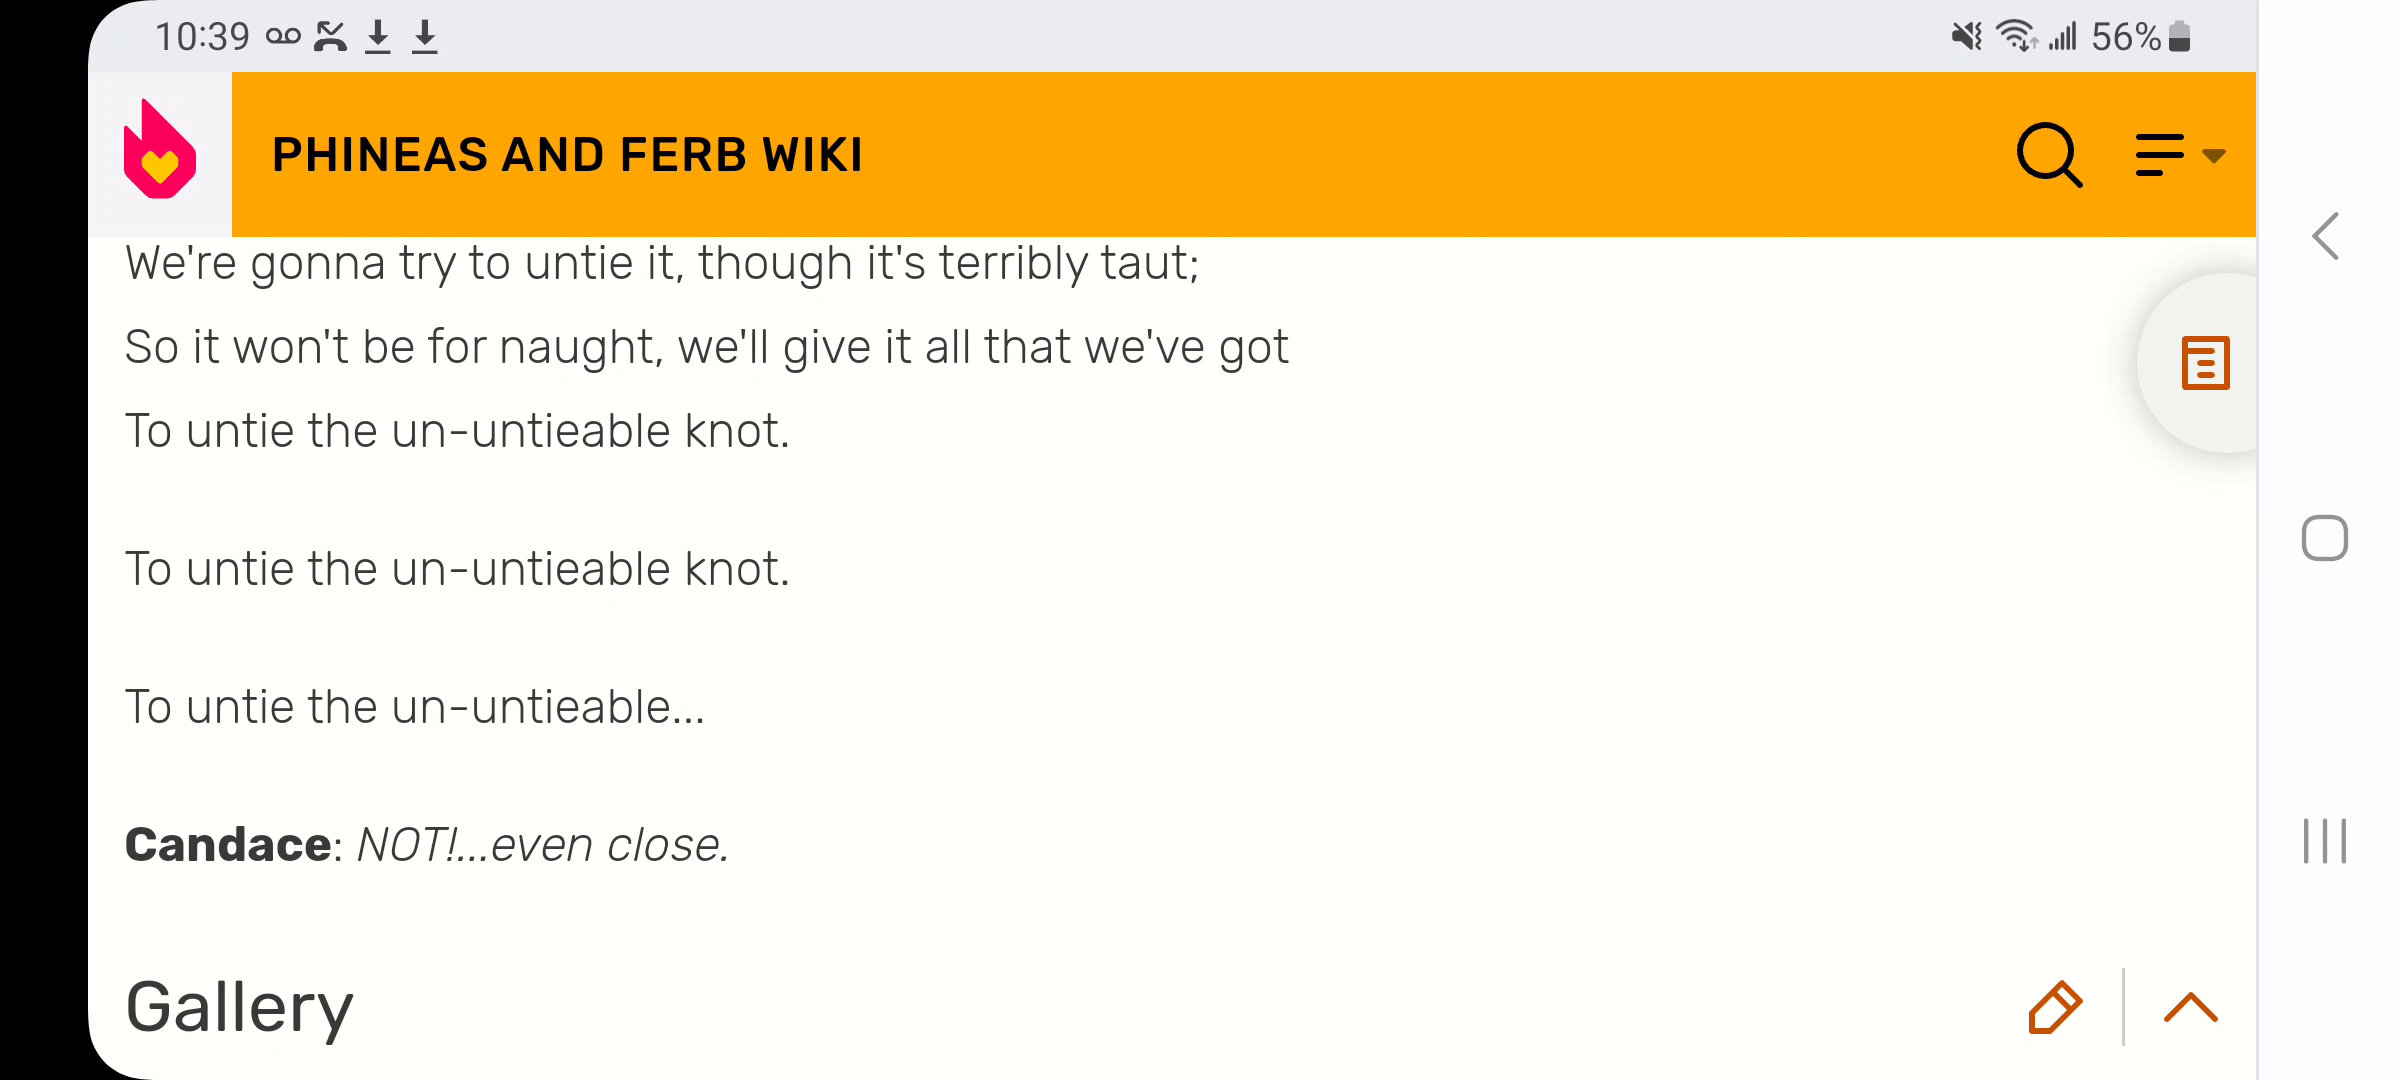 10:39
56%
PHINEAS AND FERB WIKI
We're gonna try to untie it, though it's terribly taut;
So it won't be for naught, we'll give it all that we've got
To untie the un-untieable knot.
To untie the un-untieable knot.
To untie the un-untieable...
Candace: NOT!...even close.
Gallery